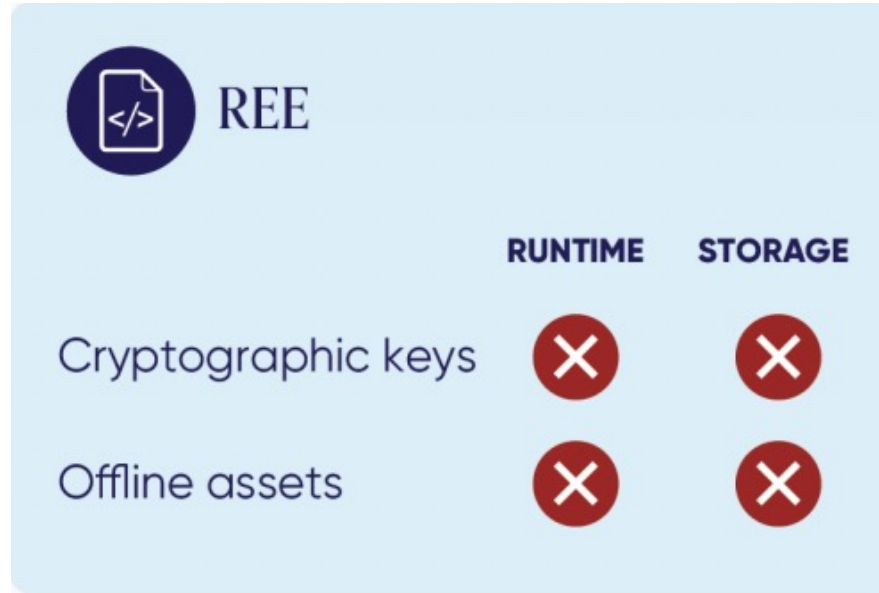 </>
REE
RUNTIME STORAGE
Cryptographic keys
Offline assets